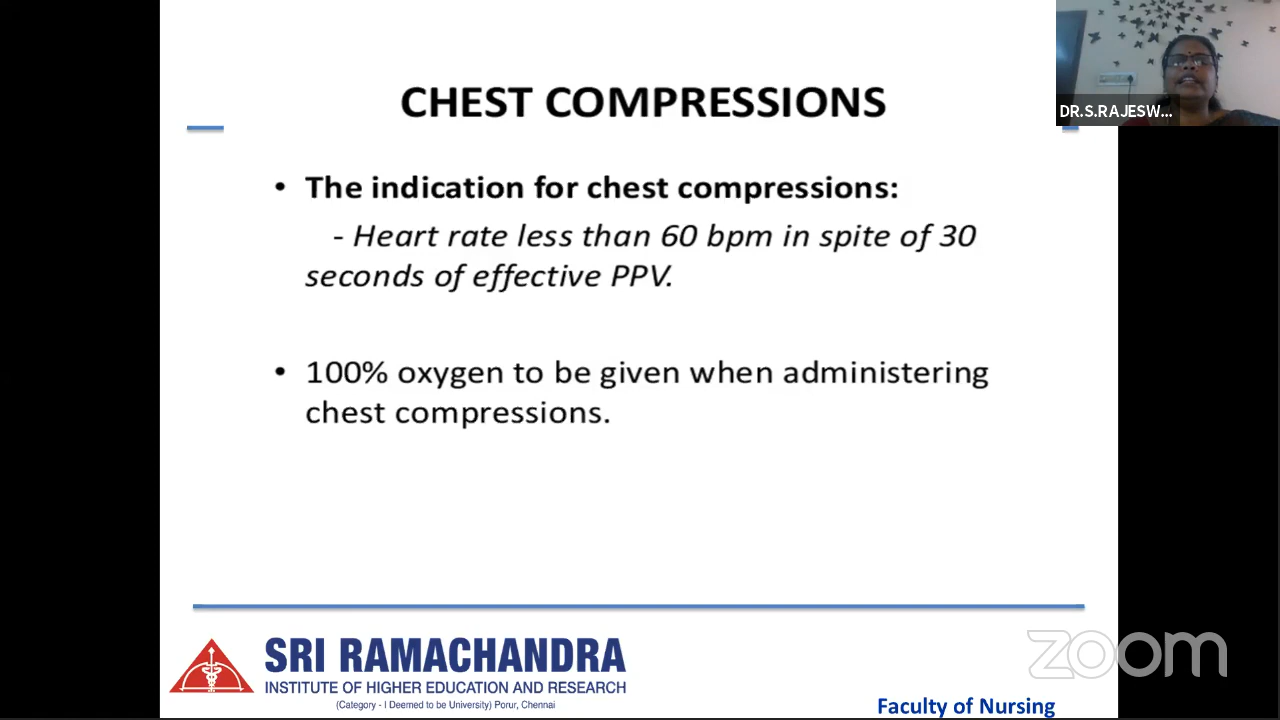 CHEST COMPRESSIONS
DR.S.RAJESW...
• The indication for chest compressions:
- Heart rate less than 60 bpm in spite of 30
seconds of effective PPV.
• 100% oxygen to be given when administering
chest compressions.
SRI RAMACHANDRA
INSTITUTE OF HIGHER EDUCATION AND RESEARCH
(Category - I Deemed to be University) Porur, Chennai
zoom
Faculty of Nursing